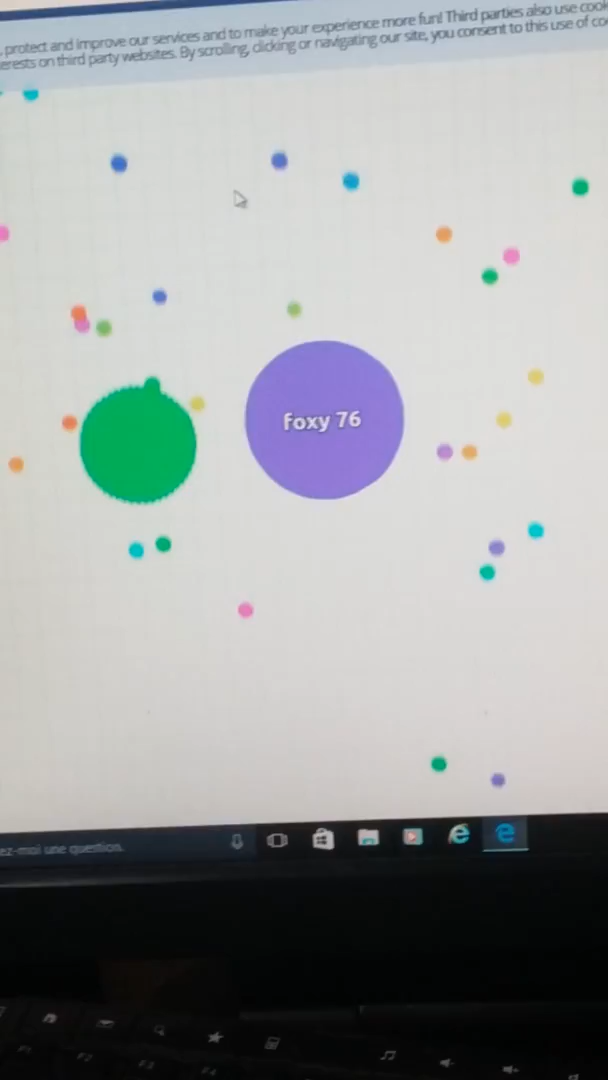 , protect and improve our services and to make your experience more fun! Third parties also use cook
erests on third party websites. By scrolling, clicking or navigating our site, you consent to this use of co
foxy 76
ez-moi une question.